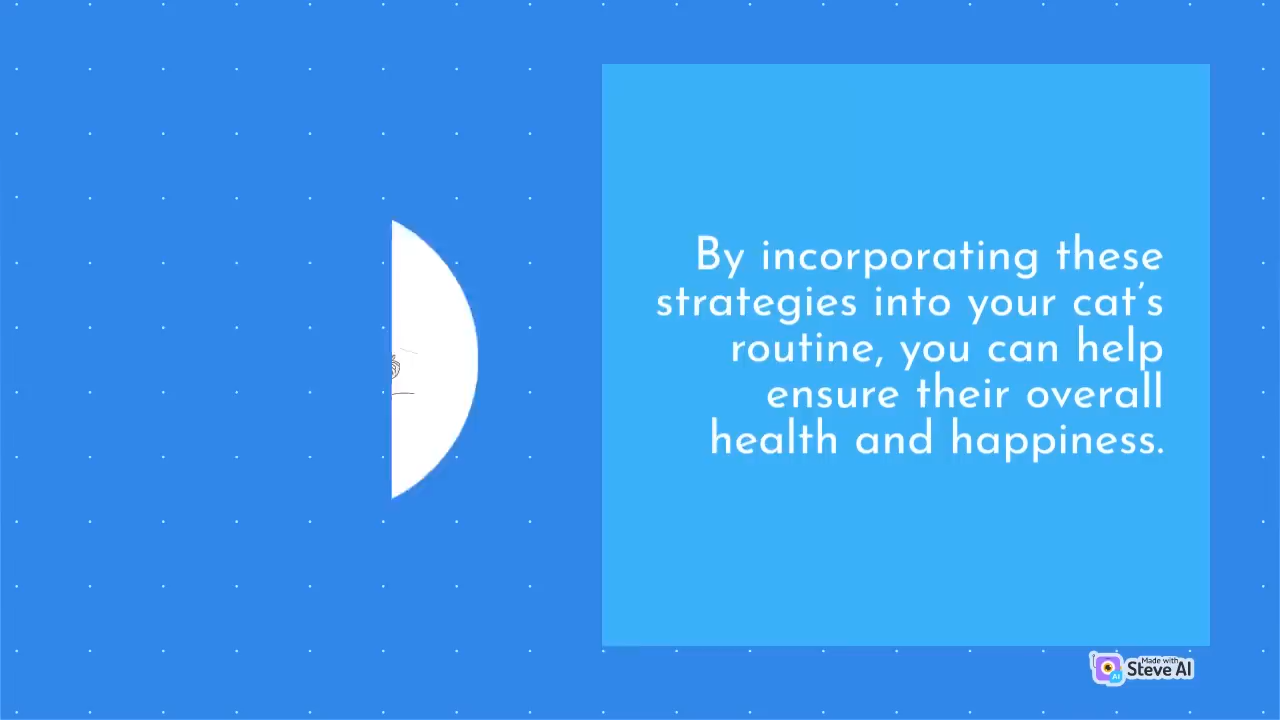 By incorporating these
strategies into your cat's
routine, you can help
ensure their overall
health and happiness.
Made with
Steve AI
AI